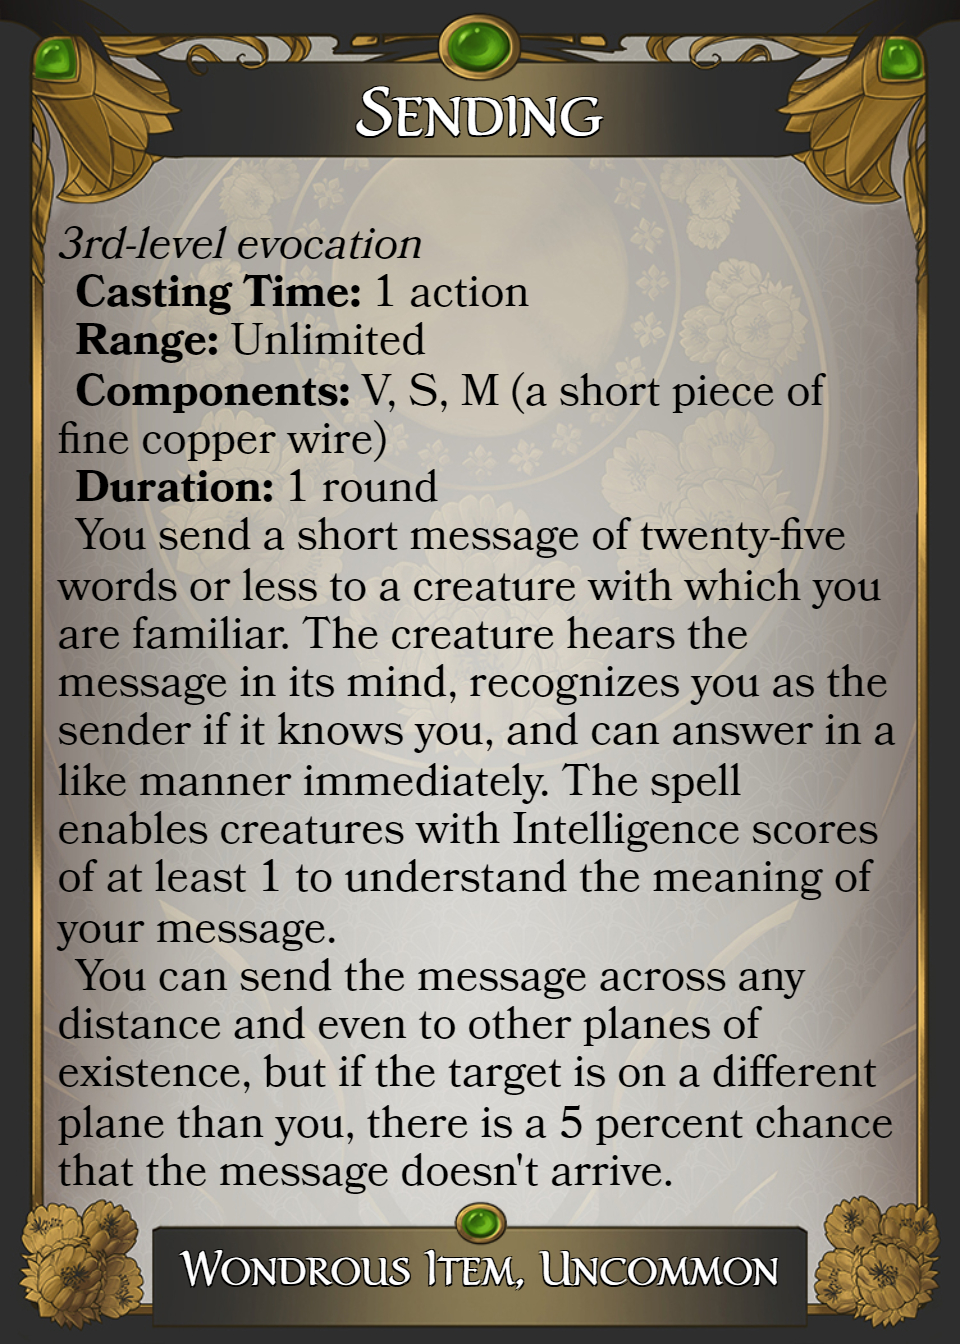 Sending
3rd-level evocation
Casting Time: 1 action
Range: Unlimited
Components: V, S, M (a short piece of
fine copper wire)
Duration: 1 round
You send a short message of twenty-five
words or less to a creature with which you
are familiar. The creature hears the
message in its mind, recognizes you as the
sender if it knows you, and can answer in a
like manner immediately. The spell
enables creatures with Intelligence scores
of at least 1 to understand the meaning of
your message.
You can send the message across any
distance and even to other planes of
existence, but if the target is on a different
plane than you, there is a 5 percent chance
that the message doesn't arrive.
Wondrous Item, Uncommon